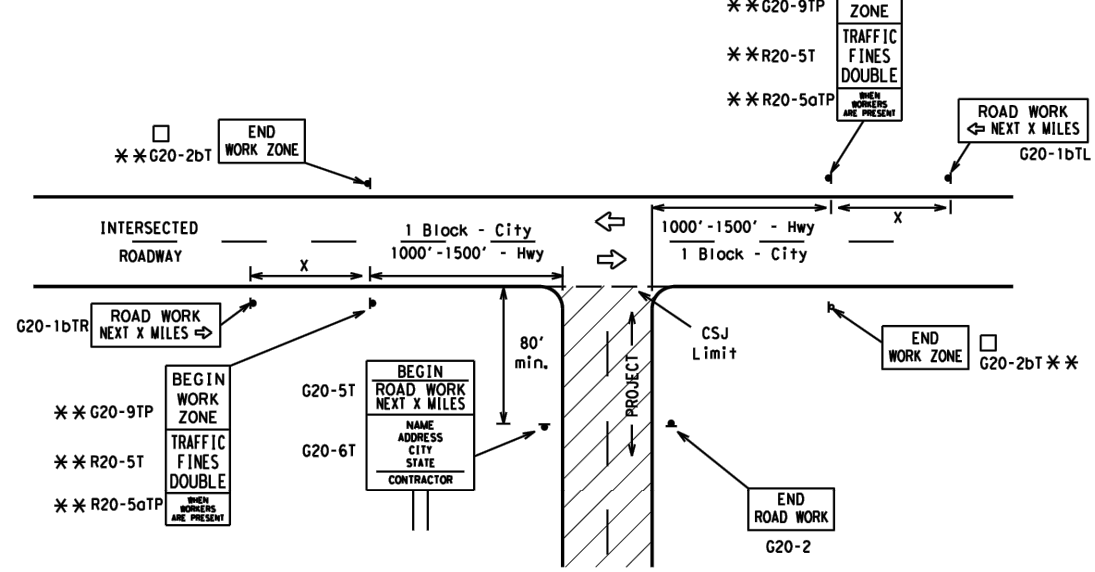 **G20-9TP
ZONE
**R20-5T
TRAFFIC
FINES
DOUBLE
**R20-5aTP
WHEN
WORKERS
ARE PRESENT
ROAD WORK
⇦ NEXT X MILES
G20-1bTL
□
**G20-2bT
END
WORK ZONE
INTERSECTED
ROADWAY
X
1 Block - City
1000'-1500' - Hwy
⇦
⇨
1000'-1500' - Hwy
1 Block - City
X
G20-1bTR
ROAD WORK
NEXT X MILES ⇨
80'
min.
CSJ
Limit
END
WORK ZONE
□
G20-2bT **
BEGIN
WORK
ZONE
**G20-9TP
TRAFFIC
FINES
DOUBLE
**R20-5T
WHEN
WORKERS
ARE PRESENT
**R20-5aTP
G20-5T
BEGIN
ROAD WORK
NEXT X MILES
G20-6T
NAME
ADDRESS
CITY
STATE
CONTRACTOR
PROJECT
END
ROAD WORK
G20-2